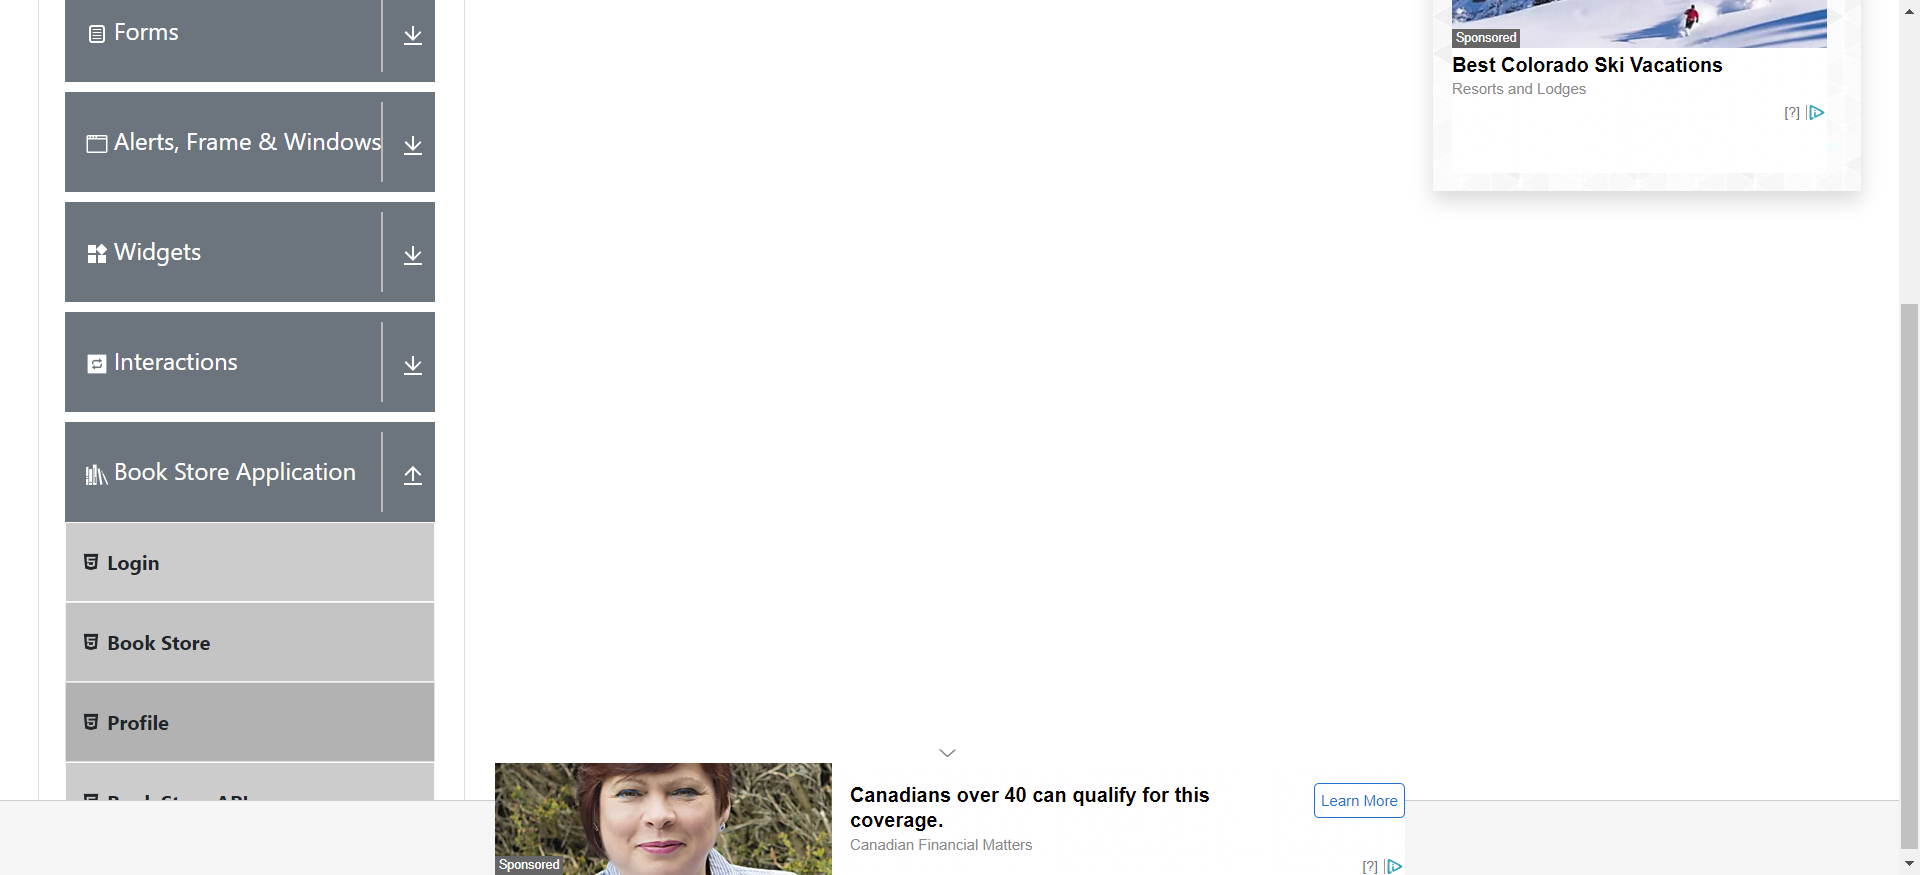 Forms
Alerts, Frame & Windows
Widgets
Interactions
Book Store Application
Login
Book Store
Profile
Sponsored
Best Colorado Ski Vacations
Resorts and Lodges
[?]
Canadians over 40 can qualify for this
coverage.
Canadian Financial Matters
Learn More
Sponsored
[?]